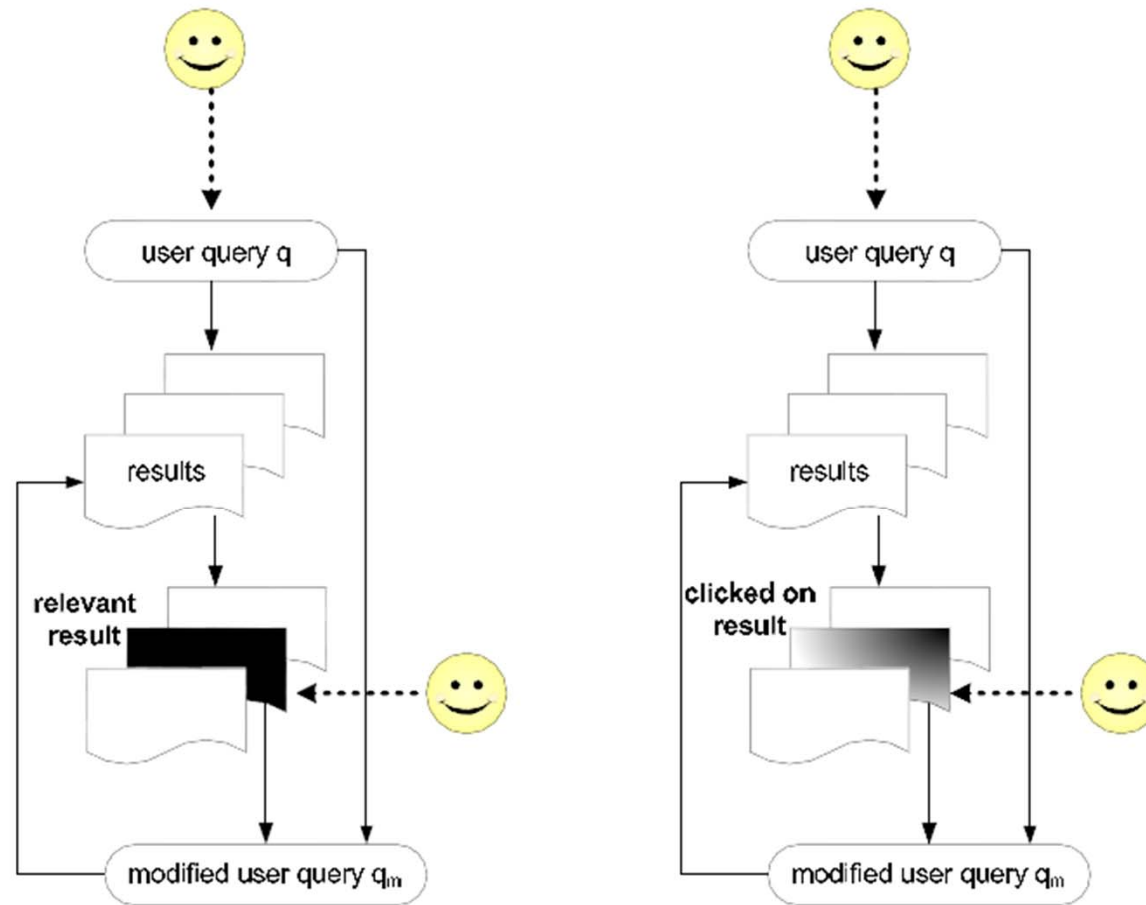 user query q
results
relevant
result
modified user query qm
user query q
results
clicked on
result
modified user query qm